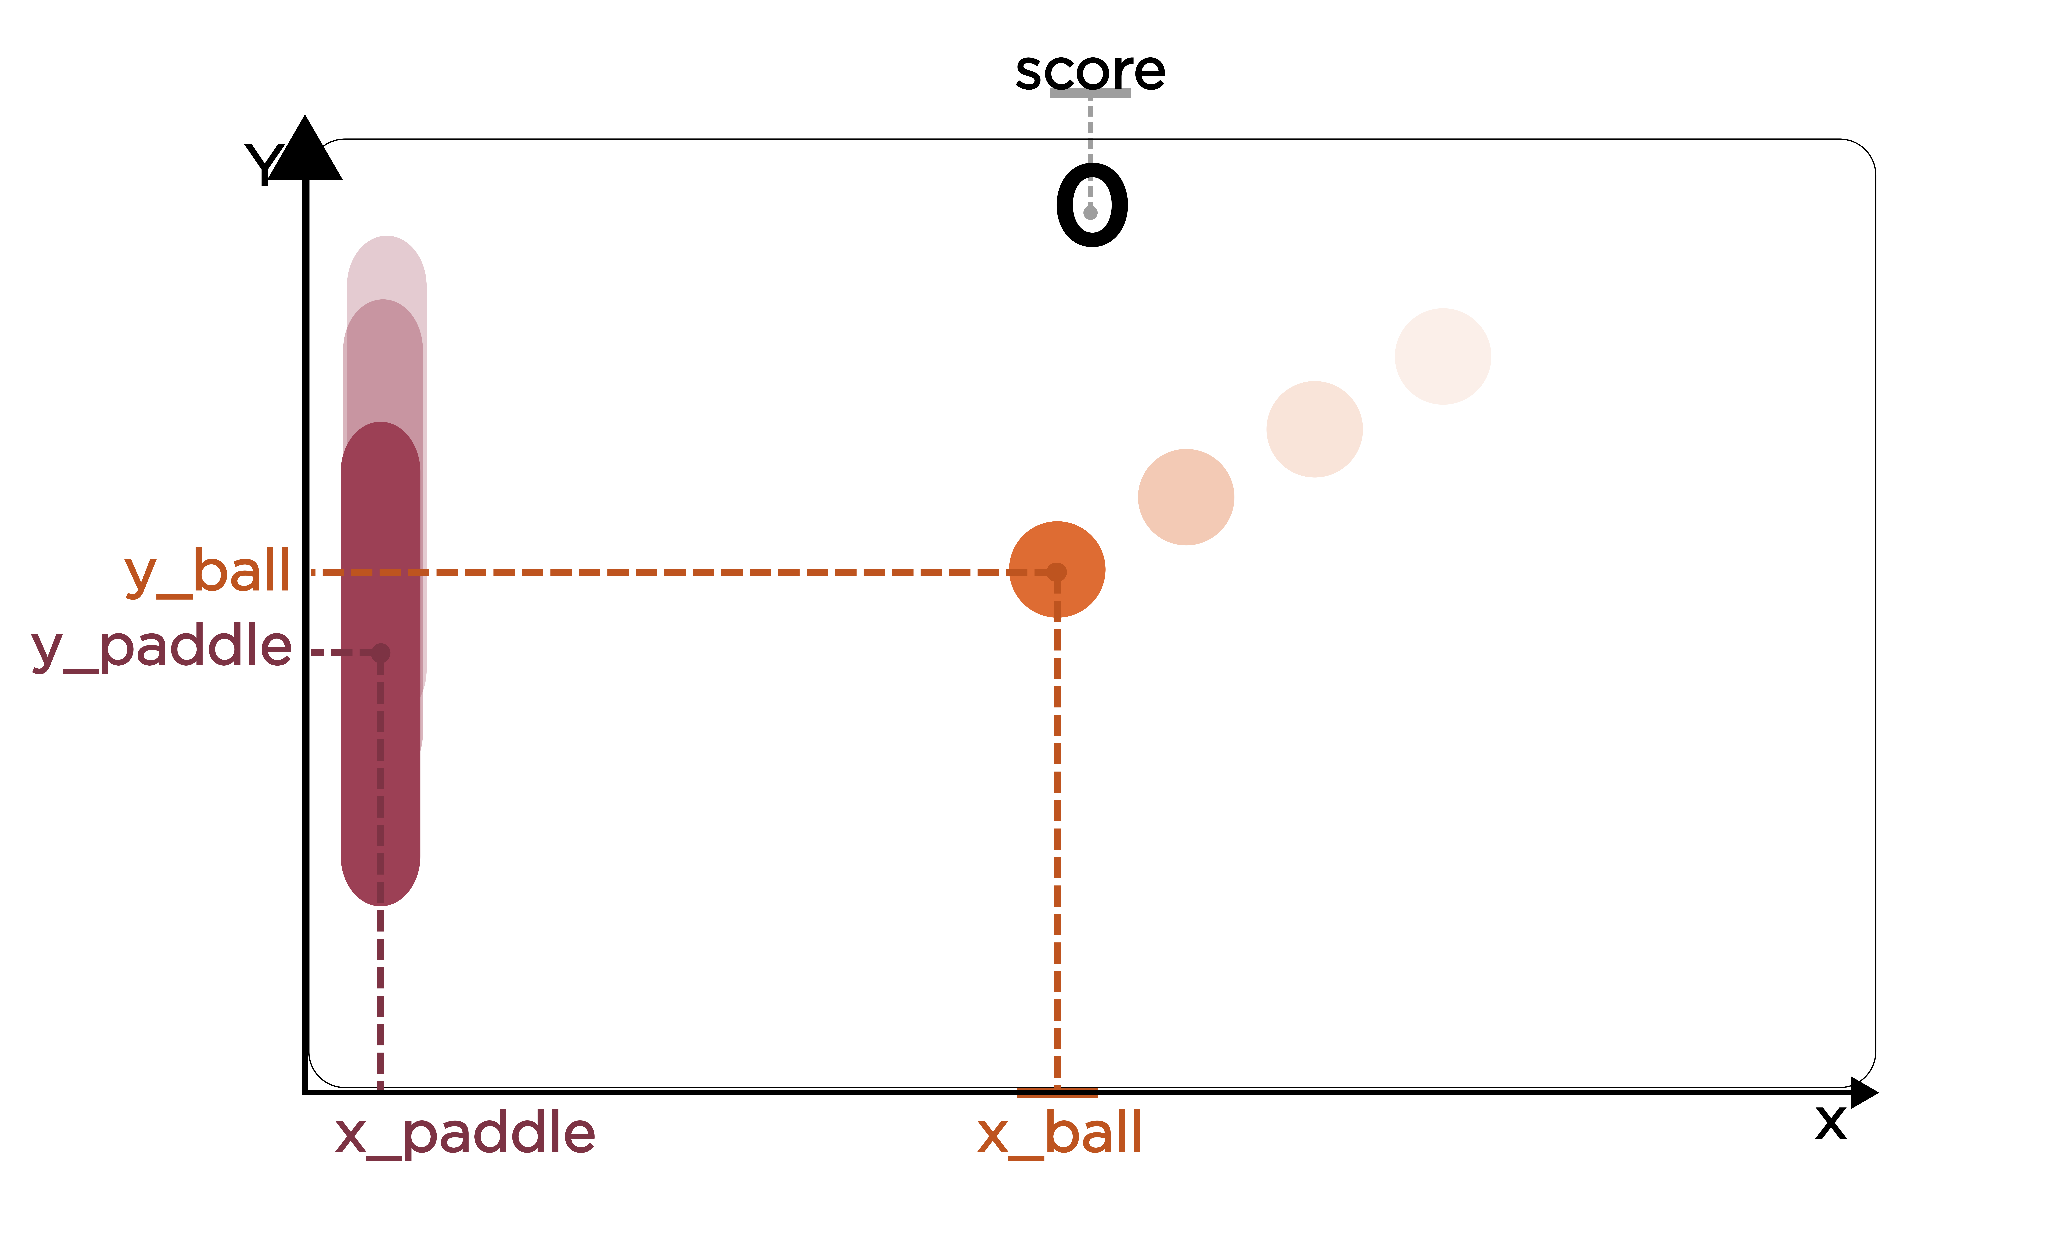 score
Y
0
y_ball
y_paddle
x_paddle
x_ball
X